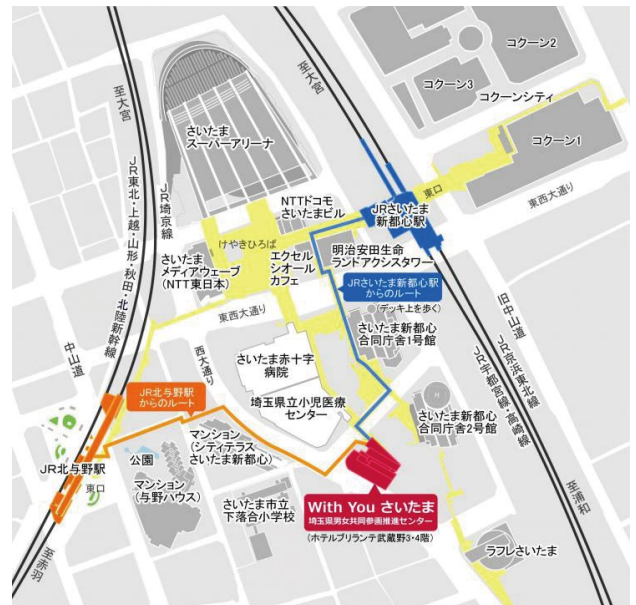 コクーン2
コクーン3
コクーンシティ
コクーン1
至大宮
至大宮
さいたま
スーパーアリーナ
JR埼京線
JR東北・上越・山形・秋田・北陸新幹線
NTTドコモ
さいたまビル
JRさいたま
新都心駅
東口
東西大通り
けやきひろば
さいたま
メディアウェーブ
(NTT東日本)
エクセル
シオール
カフェ
明治安田生命
ランドアクシスタワー
JRさいたま新都心駅
からのルート
(デッキ上を歩く)
東西大通り
中山道
西大通り
さいたま新都心
合同庁舎1号館
旧中山道
JR京浜東北線
JR宇都宮線・高崎線
さいたま赤十字
病院
埼玉県立小児医療
センター
H
さいたま新都心
合同庁舎2号館
JR北与野駅
からのルート
JR北与野駅
東口
公園
マンション
(シティテラス
さいたま新都心)
マンション
(与野ハウス)
さいたま市立
下落合小学校
With You さいたま
埼玉県男女共同参画推進センター
(ホテルブリランテ武蔵野3・4階)
ラフレさいたま
至浦和
至赤羽